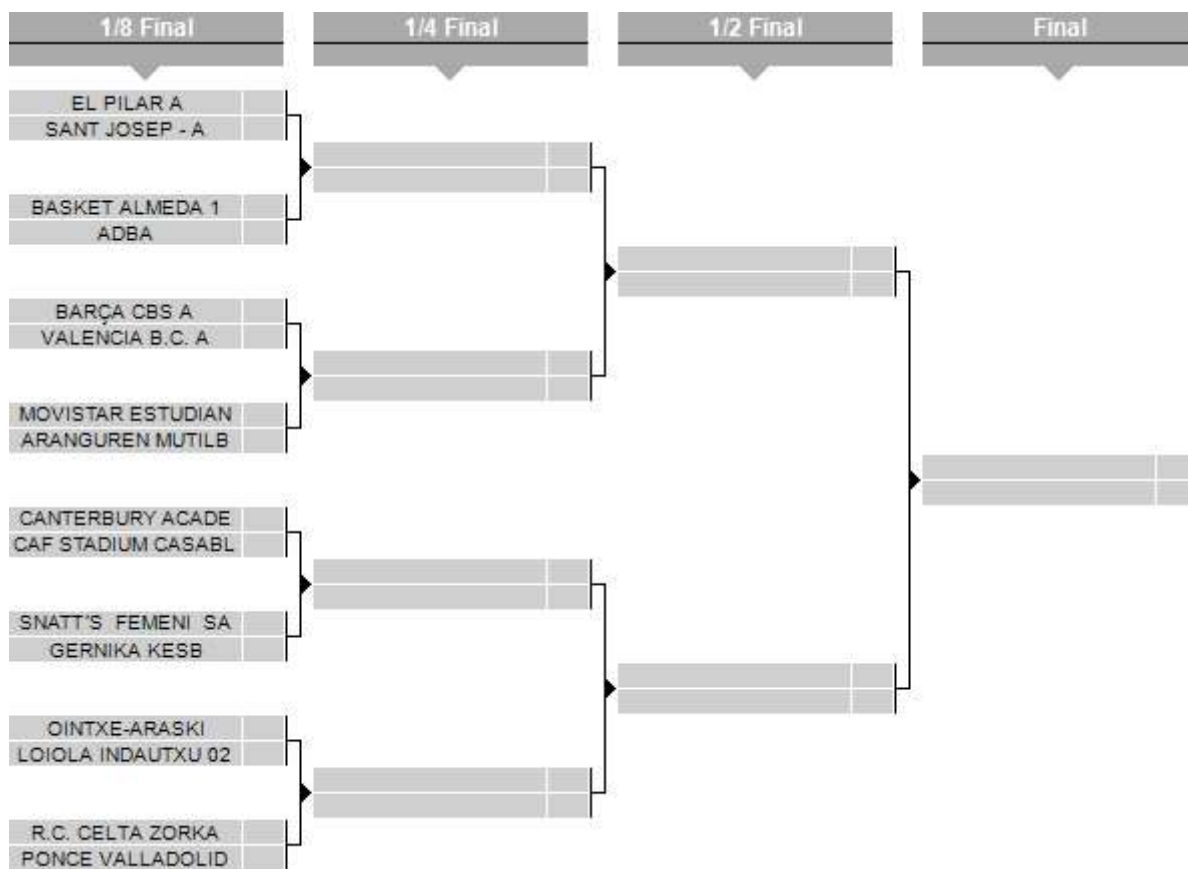 1/8 Final
1/4 Final
1/2 Final
Final
EL PILAR A
SANT JOSEP - A
BASKET ALMEDA 1
ADBA
BARÇA CBS A
VALENCIA B.C. A
MOVISTAR ESTUDIAN
ARANGUREN MUTILB
CANTERBURY ACADE
CAF STADIUM CASABL
SNATT'S FEMENI SA
GERNIKA KESB
OINTXE-ARASKI
LOIOLA INDAUTXU 02
R.C. CELTA ZORKA
PONCE VALLADOLID